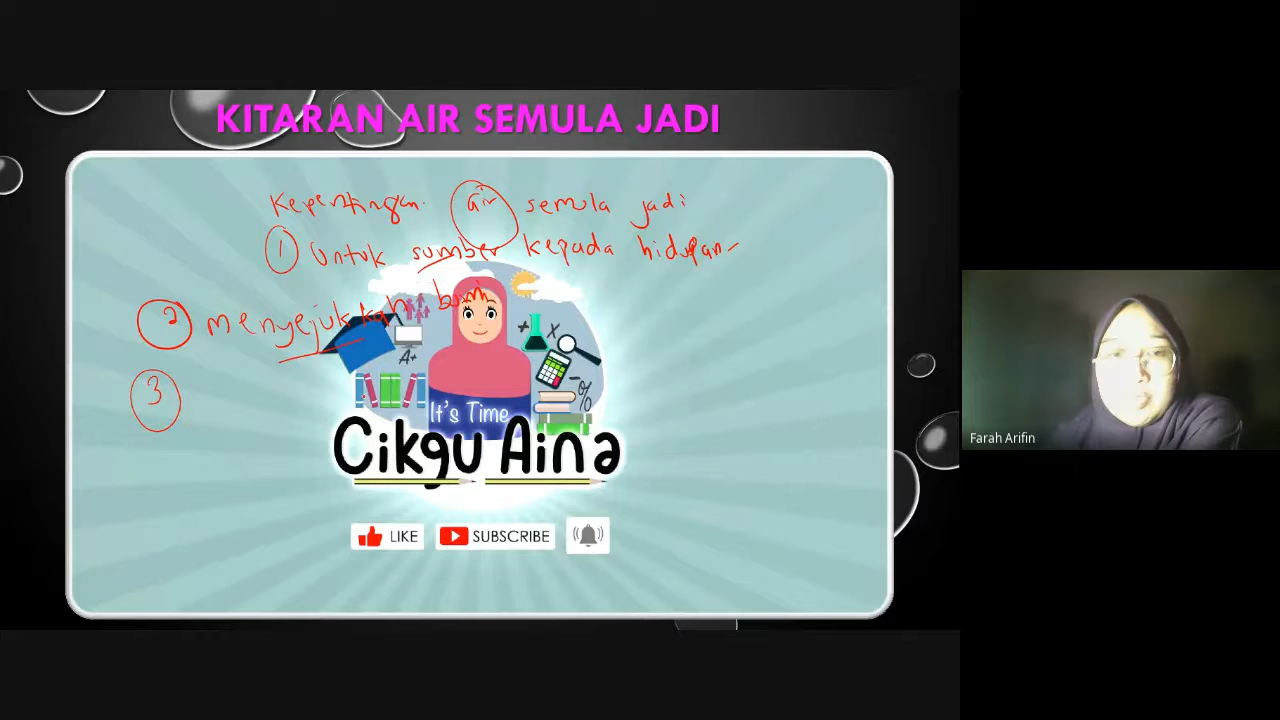 KITARAN AIR SEMULA JADI
Kepentingan air semula jadi
1 Untuk sumber kepada hidupan
2 menyejukkan bumi
3
A+
+ X
- %
It's Time
Cikgu Aina
LIKE SUBSCRIBE
Farah Arifin